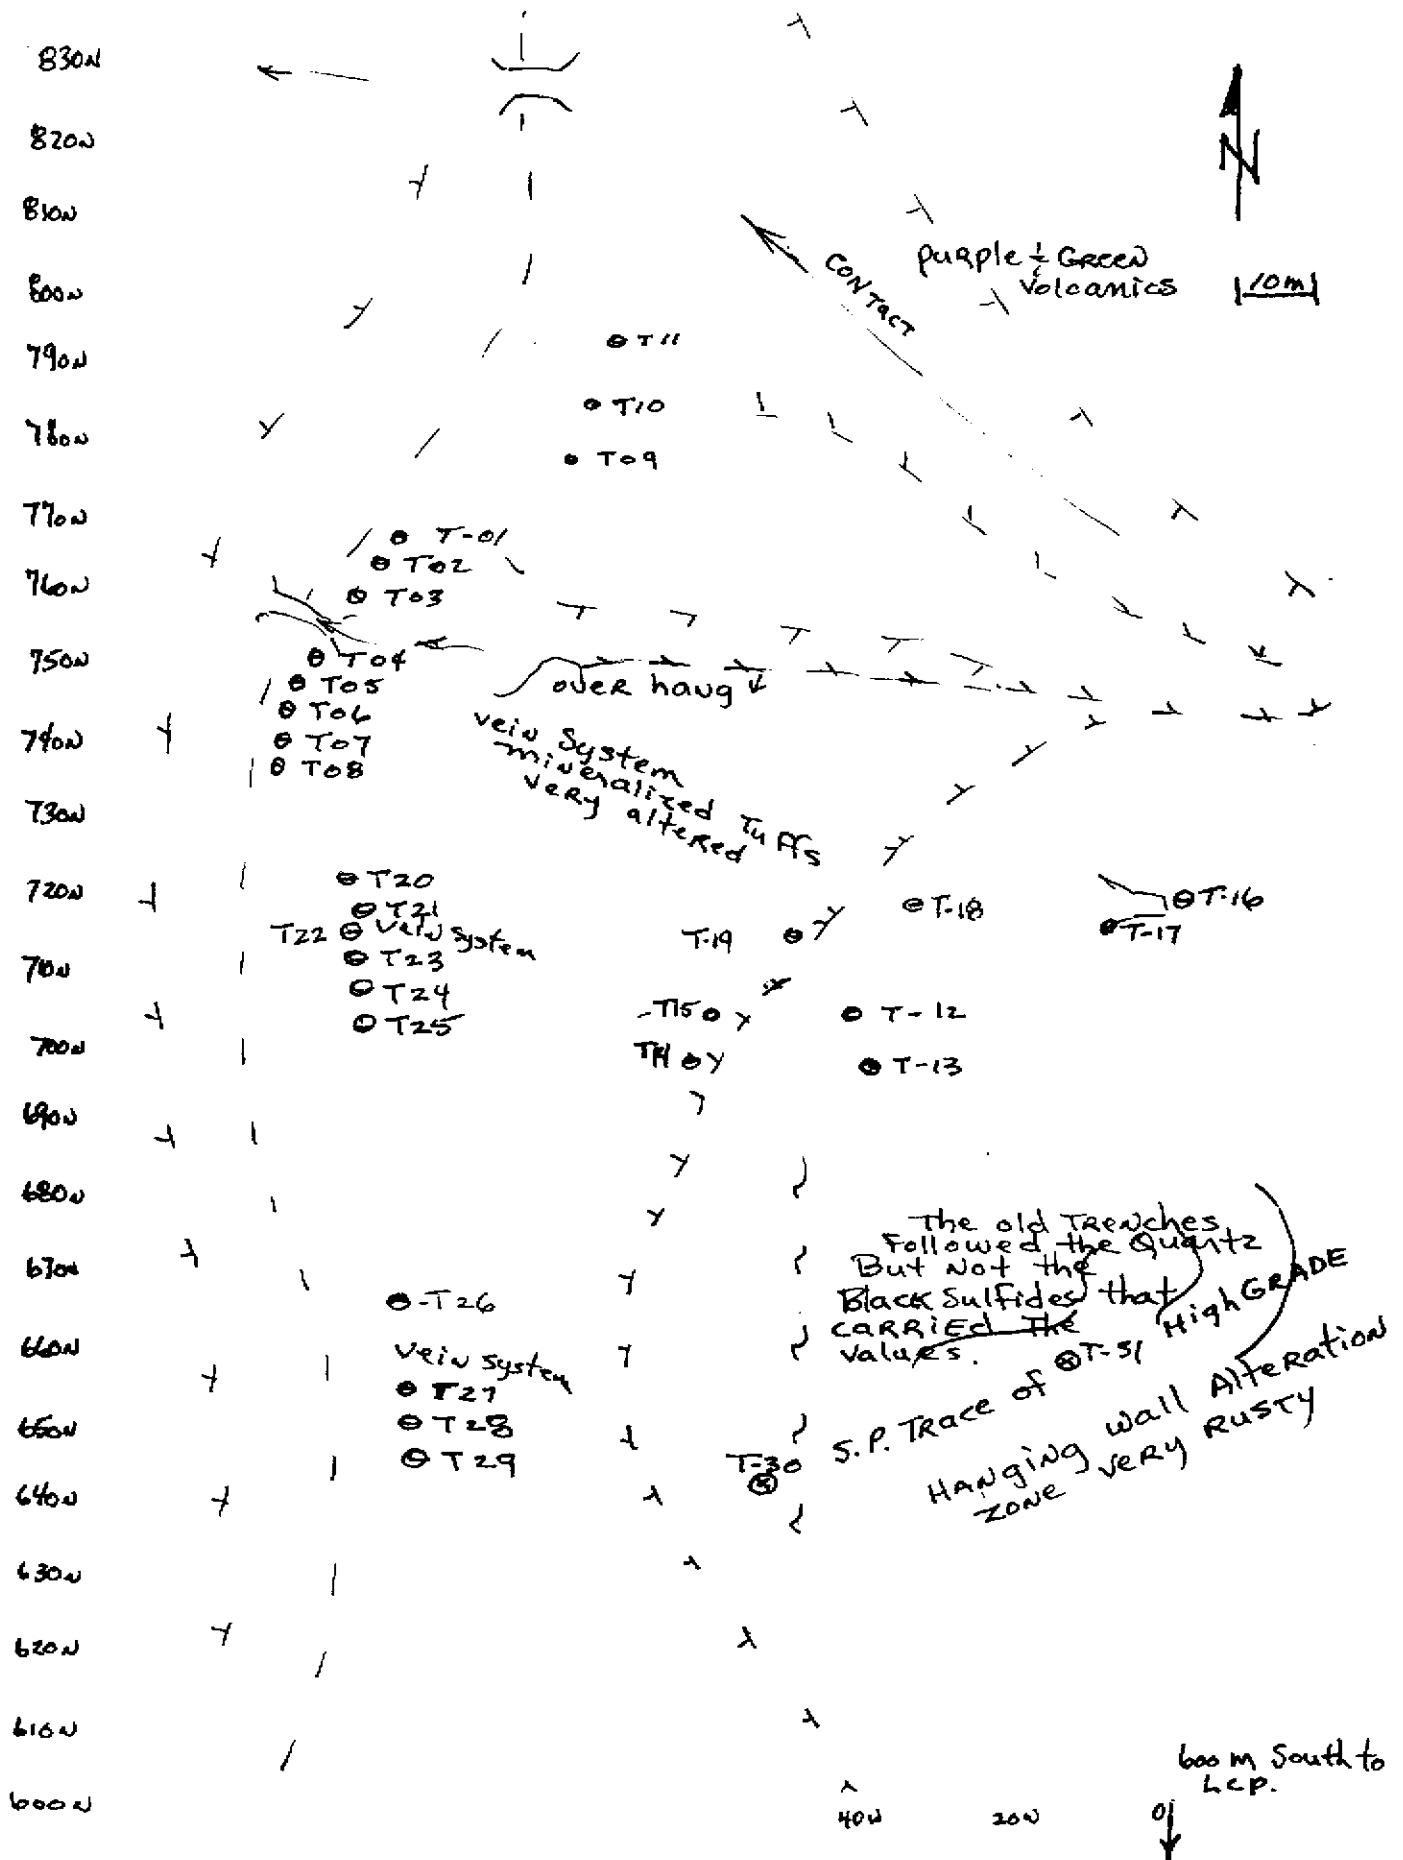 830N
820N
N
810N
purple & GREEN
Volcanics
CONTACT
800N
10m
790N
T11
T10
780N
T09
770N
T-01
T02
760N
T03
750N
T04
T05
over hang
T06
740N
T07
T08
vein System
mineralized Tuffs
very altered
730N
720N
T20
T21
T22
vein system
T-18
T-16
T-17
T-19
710N
T23
T24
T15
T-12
T25
700N
T14
T-13
690N
680N
The old TRENches
Followed the Quartz
But Not the
Black Sulfides that
CARRIED The
values.
670N
T26
660N
vein system
T27
T28
T29
650N
S.P. TRACE of
T-31
HighGRADE
T-30
HANging wall AlteRation
ZONE very RUSTY
640N
630N
620N
610N
600 m South to
LCP.
600N
40W
20W
0